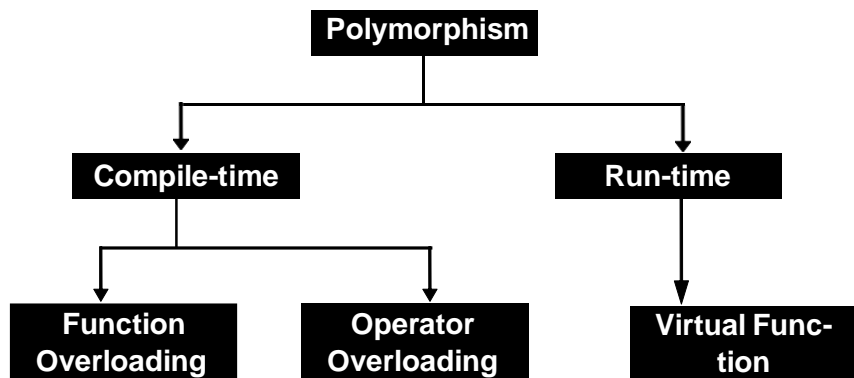 Polymorphism
Compile-time
Run-time
Function
Overloading
Operator
Overloading
Virtual Func-
tion